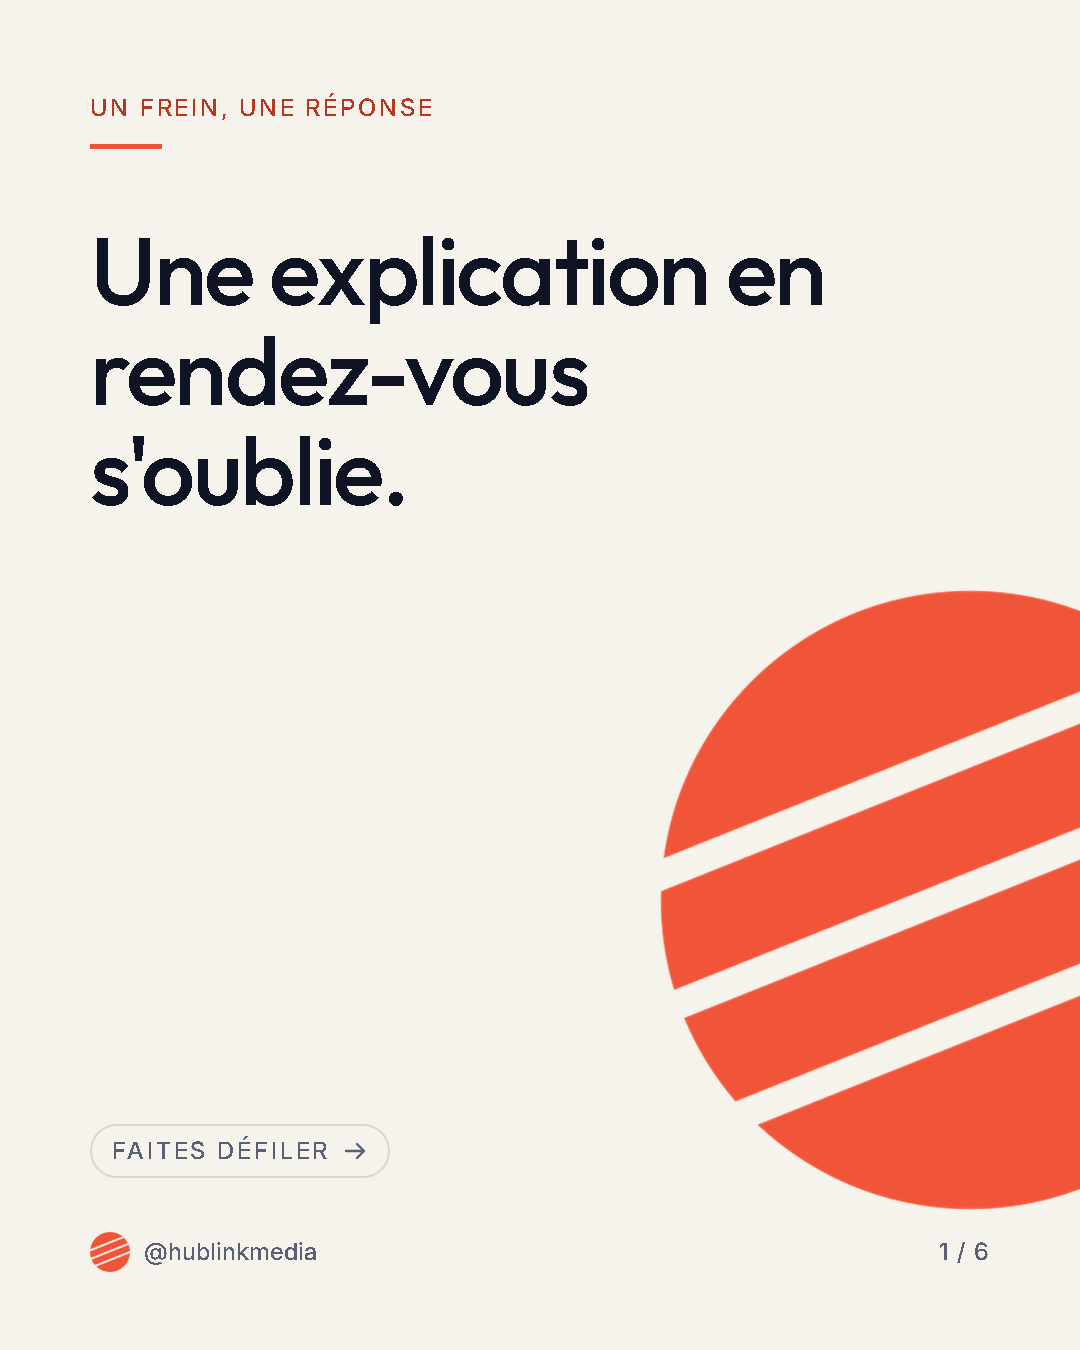 UN FREIN, UNE RÉPONSE
Une explication en
rendez-vous
s'oublie.
FAITES DÉFILER →
@hublinkmedia
1 / 6